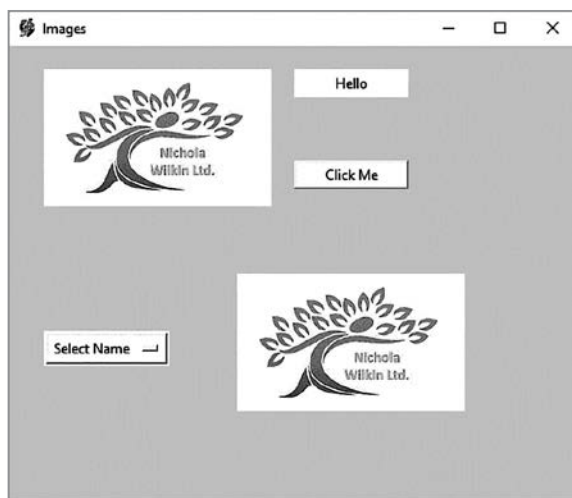 Images
Hello
Nichola
Wilkin Ltd.
Click Me
Select Name
Nichola
Wilkin Ltd.